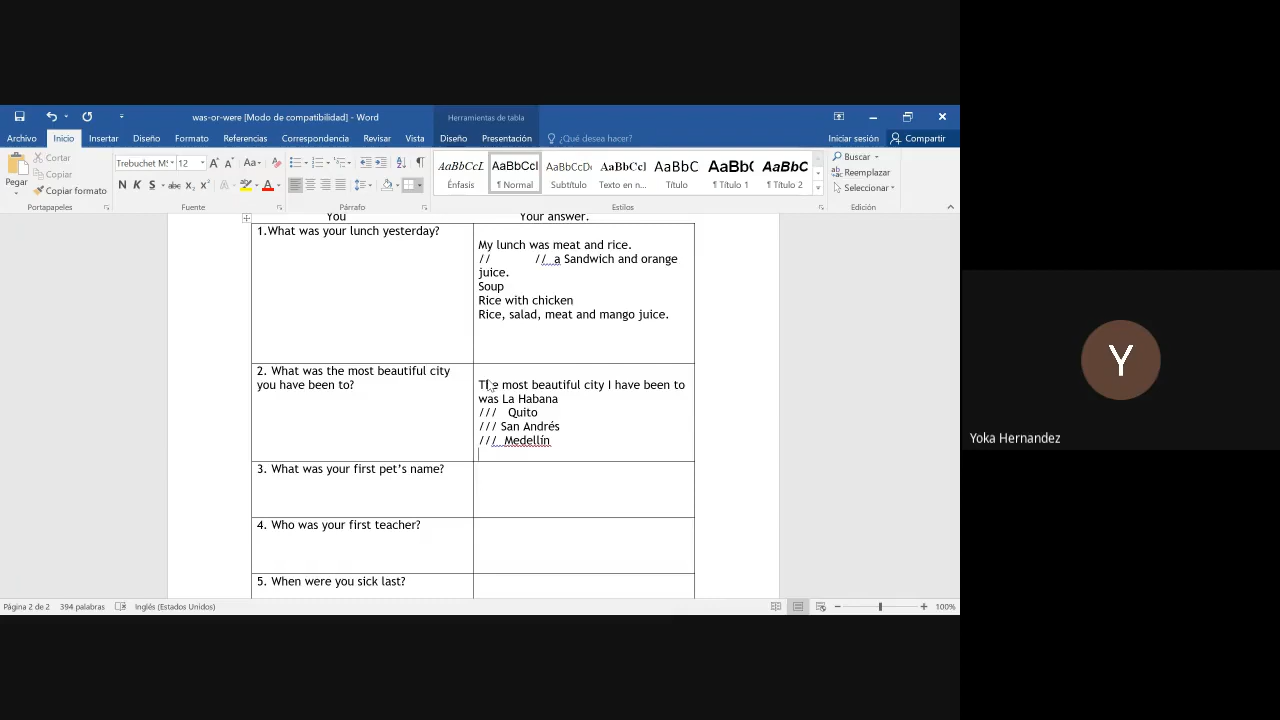 was-or-were [Modo de compatibilidad] - Word
Herramientas de tabla
Archivo Inicio Insertar Diseño Formato Referencias Correspondencia Revisar Vista Diseño Presentación ¿Qué desea hacer? Iniciar sesión Compartir
Pegar
Cortar
Copiar
Copiar formato
Portapapeles
Trebuchet M! 12
N K S abc x₂ x²
Fuente
Párrafo
AaBbCcL AaBbCcI AaBbCcDc AaBbCcI AaBbC AaBbC AaBbC
Énfasis ¶ Normal Subtítulo Texto en n... Título ¶ Título 1 ¶ Título 2
Estilos
Buscar
Reemplazar
Seleccionar
Edición
You Your answer.
1.What was your lunch yesterday?
My lunch was meat and rice.
// // a Sandwich and orange
juice.
Soup
Rice with chicken
Rice, salad, meat and mango juice.
2. What was the most beautiful city
you have been to?
The most beautiful city I have been to
was La Habana
/// Quito
/// San Andrés
/// Medellín
3. What was your first pet’s name?
4. Who was your first teacher?
5. When were you sick last?
Página 2 de 2 394 palabras Inglés (Estados Unidos) 100%
Y
Yoka Hernandez